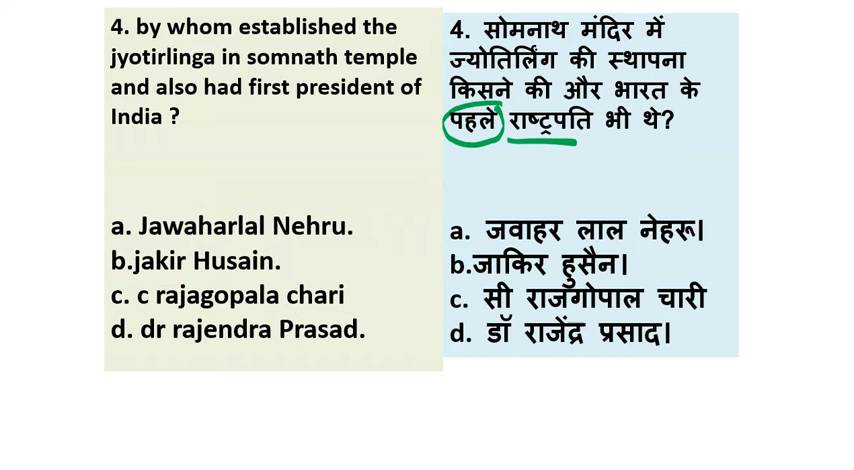 4. by whom established the
jyotirlinga in somnath temple
and also had first president of
India ?
a. Jawaharlal Nehru.
b.jakir Husain.
c. c rajagopala chari
d. dr rajendra Prasad.
4. सोमनाथ मंदिर में
ज्योतिर्लिंग की स्थापना
किसने की और भारत के
पहले राष्ट्रपति भी थे?
a. जवाहर लाल नेहरू।
b.जाकिर हुसैन।
c. सी राजगोपाल चारी
d. डॉ राजेंद्र प्रसाद।